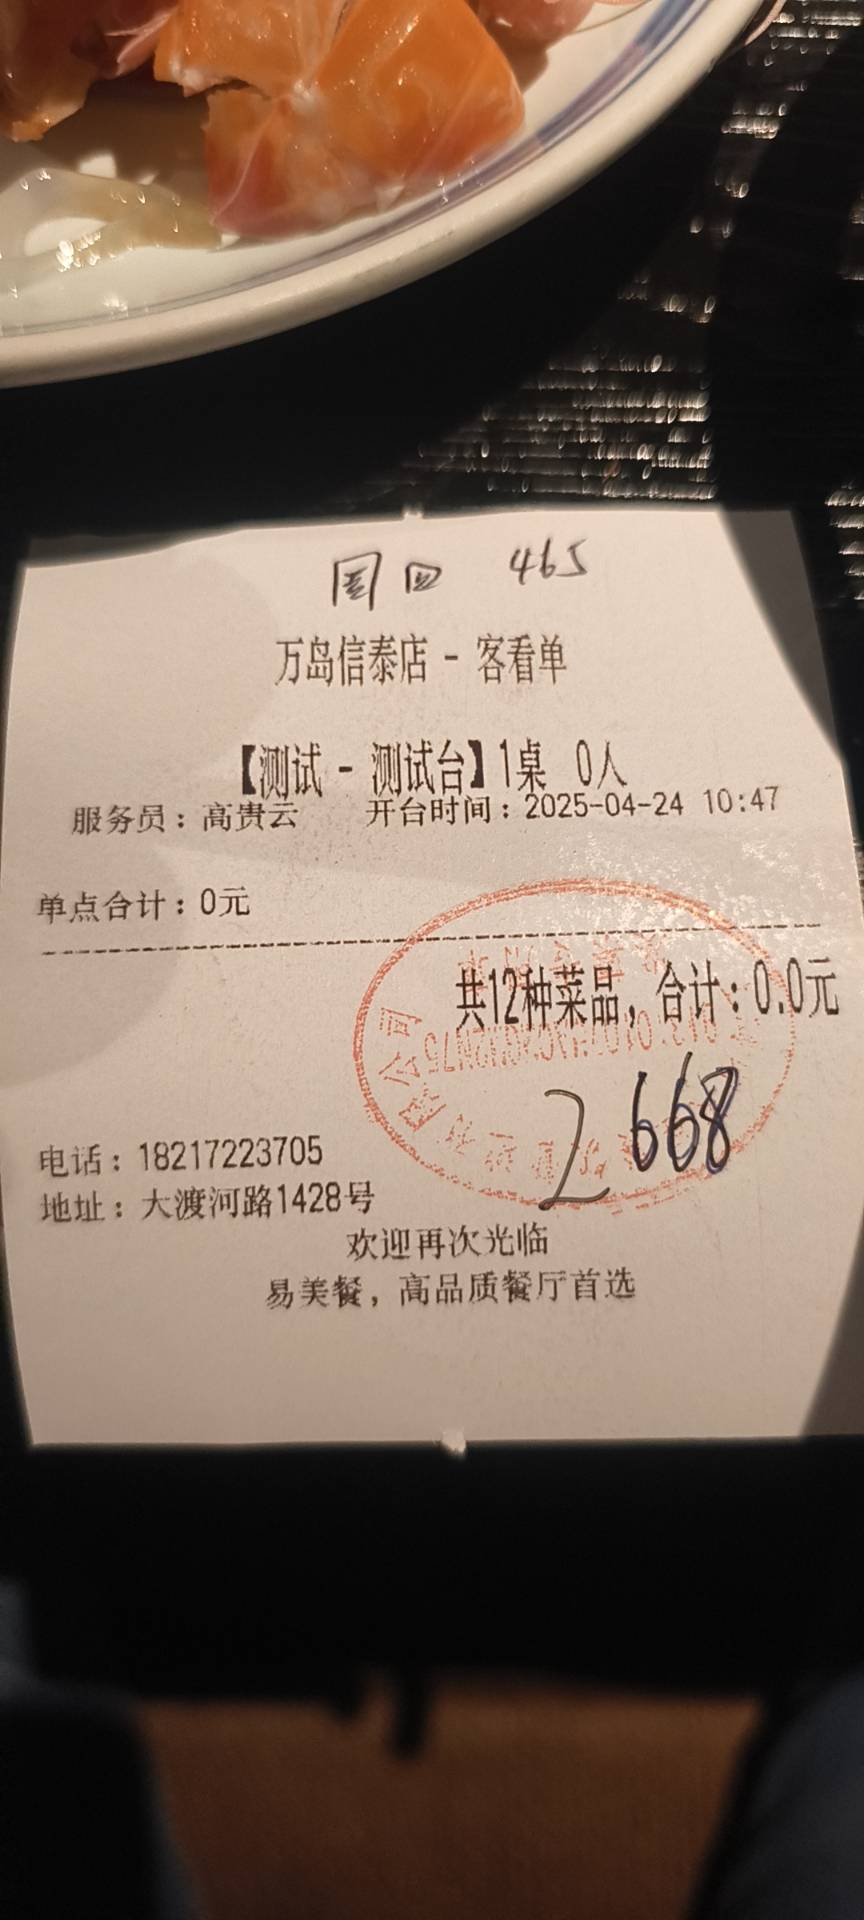 465
万岛信泰店 - 客看单
【测试 - 测试台】1桌 0人
服务员：高贵云 开台时间：2025-04-24 10:47
单点合计：0元
共12种菜品，合计：0.0元
2668
电话：18217223705
地址：大渡河路1428号
欢迎再次光临
易美餐，高品质餐厅首选